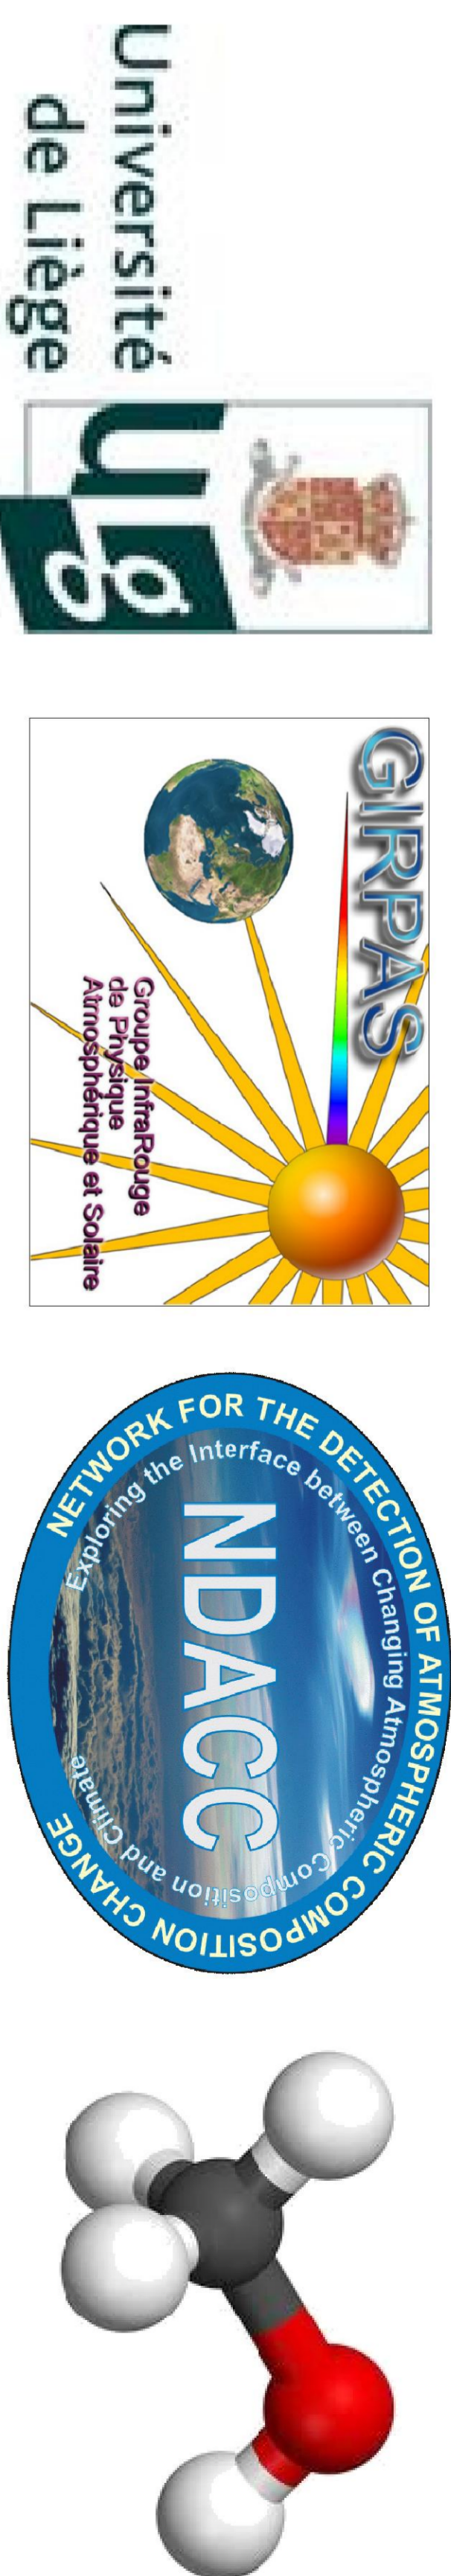 Université
de Liège
ULg
GIRPAS
Groupe InfraRouge
de Physique
Atmosphérique et Solaire
NETWORK FOR THE DETECTION OF ATMOSPHERIC COMPOSITION CHANGE
Exploring the Interface between Changing Atmospheric Composition and Climate
NDACC